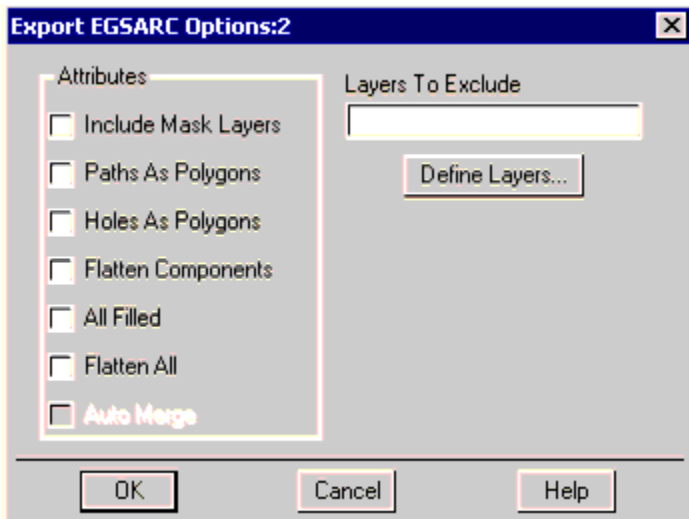 Export EGSARC Options:2
Attributes
Include Mask Layers
Paths As Polygons
Holes As Polygons
Flatten Components
All Filled
Flatten All
Auto Merge
Layers To Exclude
Define Layers...
OK
Cancel
Help